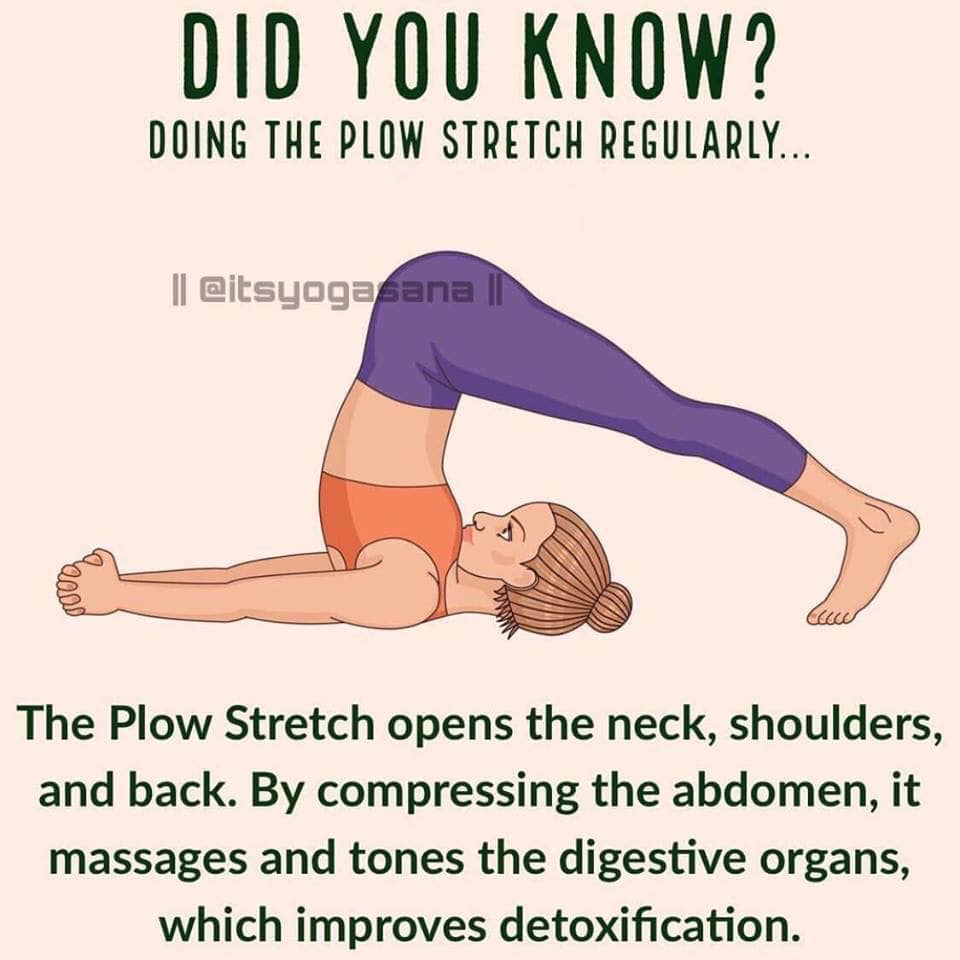 DID YOU KNOW?
DOING THE PLOW STRETCH REGULARLY...
|| @itsyogasana ||
The Plow Stretch opens the neck, shoulders,
and back. By compressing the abdomen, it
massages and tones the digestive organs,
which improves detoxification.